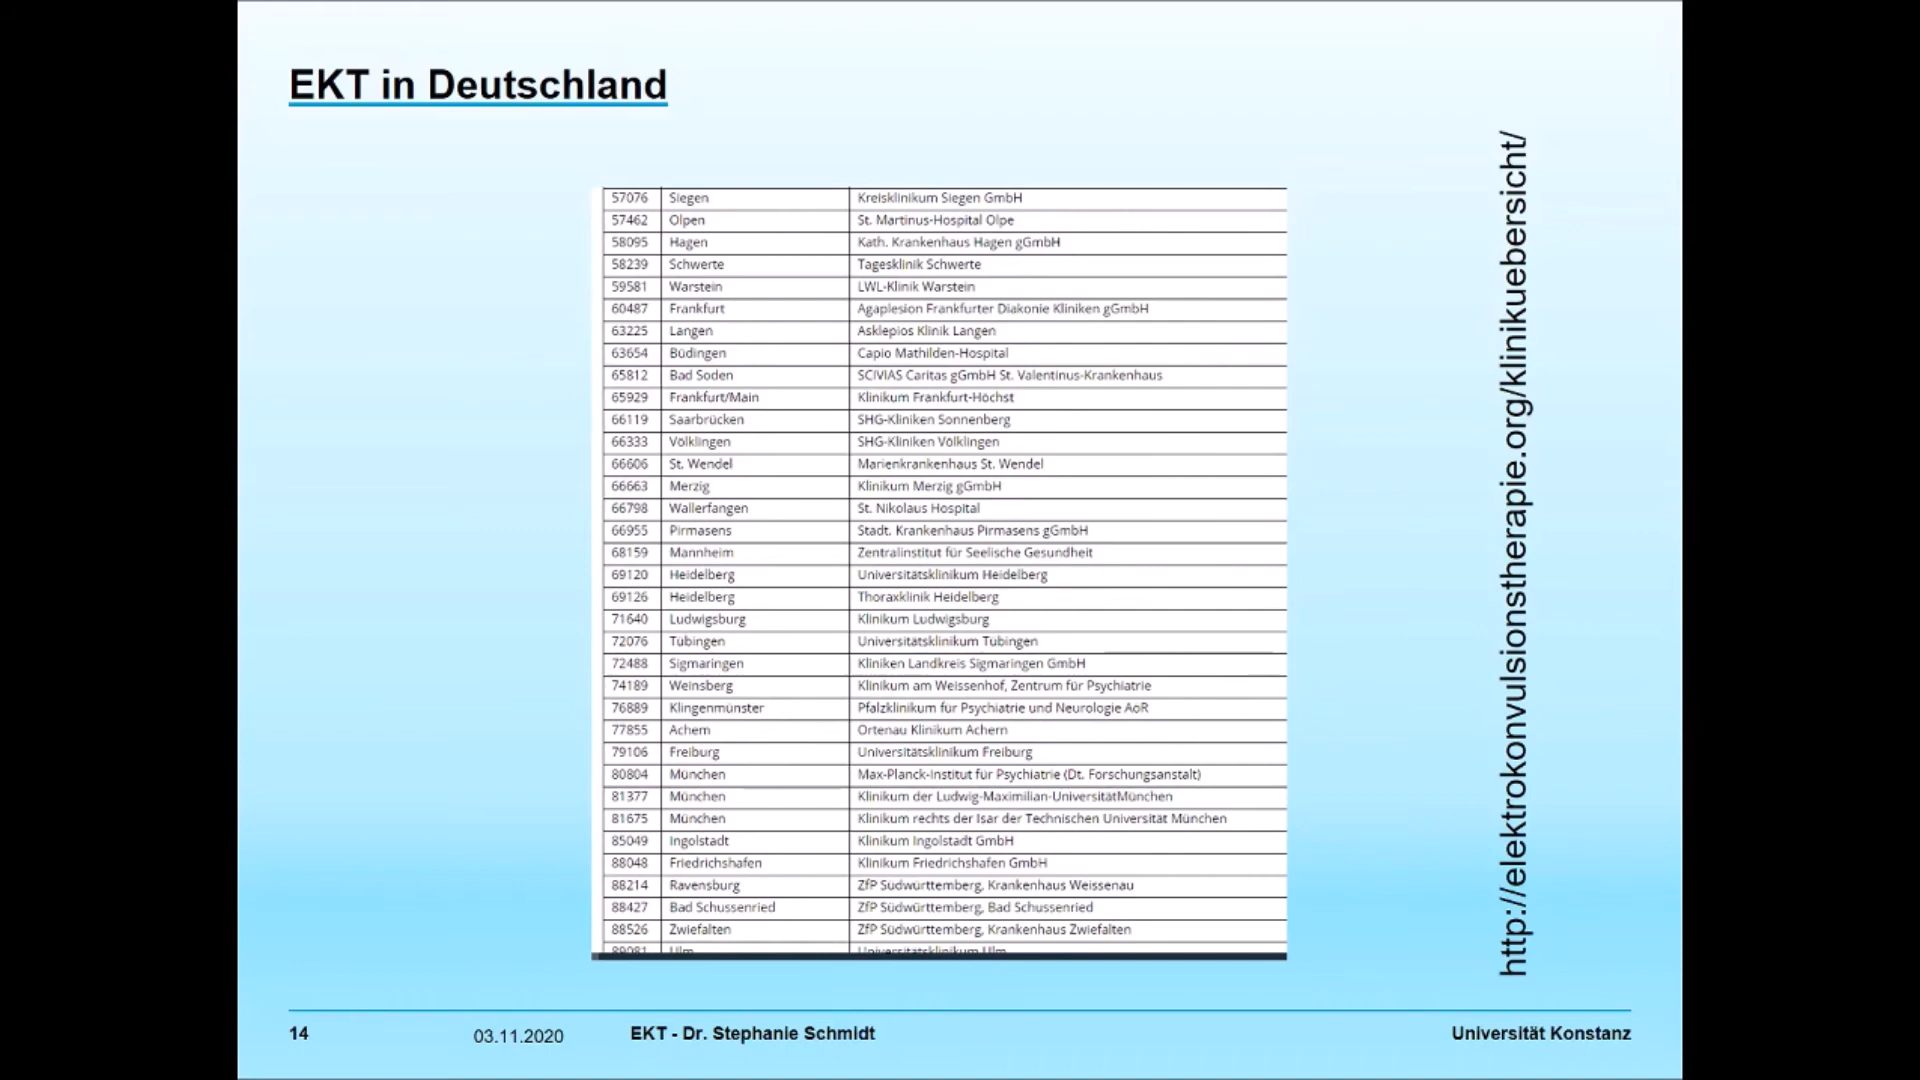 EKT in Deutschland
57076 Siegen Kreisklinikum Siegen GmbH
57462 Olpen St. Martinus-Hospital Olpe
58095 Hagen Kath. Krankenhaus Hagen gGmbH
58239 Schwerte Tagesklinik Schwerte
59581 Warstein LWL-Klinik Warstein
60487 Frankfurt Agaplesion Frankfurter Diakonie Kliniken gGmbH
63225 Langen Asklepios Klinik Langen
63654 Büdingen Capio Mathilden-Hospital
65812 Bad Soden SCIVIAS Caritas gGmbH St. Valentinus-Krankenhaus
65929 Frankfurt/Main Klinikum Frankfurt-Höchst
66119 Saarbrücken SHG-Kliniken Sonnenberg
66333 Völklingen SHG-Kliniken Völklingen
66606 St. Wendel Marienkrankenhaus St. Wendel
66663 Merzig Klinikum Merzig gGmbH
66798 Wallerfangen St. Nikolaus Hospital
66955 Pirmasens Städt. Krankenhaus Pirmasens gGmbH
68159 Mannheim Zentralinstitut für Seelische Gesundheit
69120 Heidelberg Universitätsklinikum Heidelberg
69126 Heidelberg Thoraxklinik Heidelberg
71640 Ludwigsburg Klinikum Ludwigsburg
72076 Tübingen Universitätsklinikum Tübingen
72488 Sigmaringen Kliniken Landkreis Sigmaringen GmbH
74189 Weinsberg Klinikum am Weissenhof, Zentrum für Psychiatrie
76889 Klingenmünster Pfalzklinikum für Psychiatrie und Neurologie AöR
77855 Achern Ortenau Klinikum Achern
79106 Freiburg Universitätsklinikum Freiburg
80804 München Max-Planck-Institut für Psychiatrie (Dt. Forschungsanstalt)
81377 München Klinikum der Ludwig-Maximilian-UniversitätMünchen
81675 München Klinikum rechts der Isar der Technischen Universität München
85049 Ingolstadt Klinikum Ingolstadt GmbH
88048 Friedrichshafen Klinikum Friedrichshafen GmbH
88214 Ravensburg ZfP Südwürttemberg, Krankenhaus Weissenau
88427 Bad Schussenried ZfP Südwürttemberg, Bad Schussenried
88526 Zwiefalten ZfP Südwürttemberg, Krankenhaus Zwiefalten
89081 Ulm Universitätsklinikum Ulm
http://elektrokonvulsionstherapie.org/klinikuebersicht/
14
03.11.2020
EKT - Dr. Stephanie Schmidt
Universität Konstanz